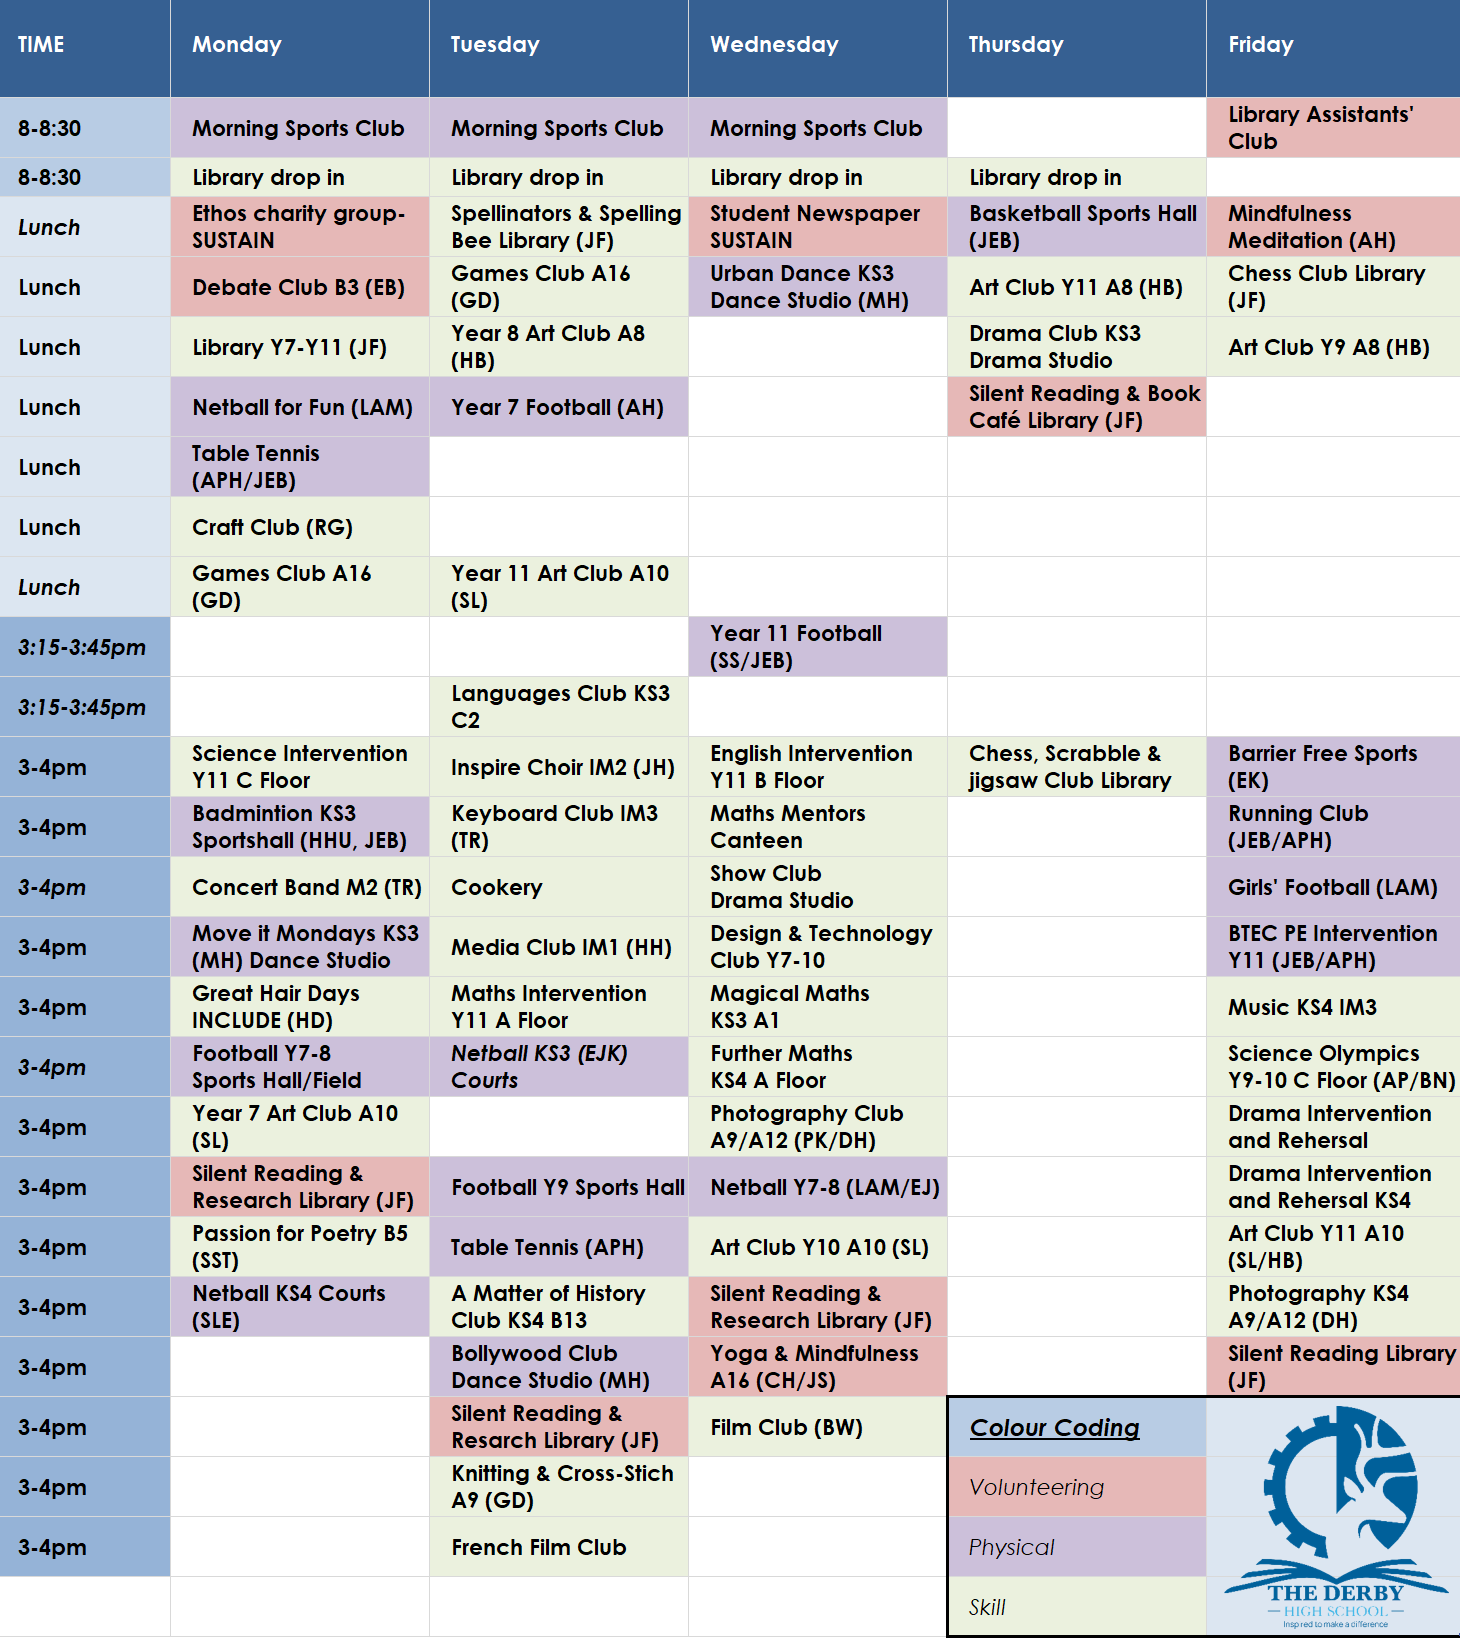 TIME Monday Tuesday Wednesday Thursday Friday
8-8:30 Morning Sports Club Morning Sports Club Morning Sports Club Library Assistants'
Club
8-8:30 Library drop in Library drop in Library drop in Library drop in
Lunch Ethos charity group- Spellinators & Spelling Student Newspaper Basketball Sports Hall Mindfulness
SUSTAIN Bee Library (JF) SUSTAIN (JEB) Meditation (AH)
Lunch Debate Club B3 (EB) Games Club A16 Urban Dance KS3 Art Club Y11 A8 (HB) Chess Club Library
(GD) Dance Studio (MH) (JF)
Lunch Library Y7-Y11 (JF) Year 8 Art Club A8 Drama Club KS3 Art Club Y9 A8 (HB)
(HB) Drama Studio
Lunch Netball for Fun (LAM) Year 7 Football (AH) Silent Reading & Book
Café Library (JF)
Lunch Table Tennis
(APH/JEB)
Lunch Craft Club (RG)
Lunch Games Club A16 Year 11 Art Club A10
(GD) (SL)
3:15-3:45pm Year 11 Football
(SS/JEB)
3:15-3:45pm Languages Club KS3
C2
3-4pm Science Intervention Inspire Choir IM2 (JH) English Intervention Chess, Scrabble & Barrier Free Sports
Y11 C Floor Y11 B Floor jigsaw Club Library (EK)
3-4pm Badmintion KS3 Keyboard Club IM3 Maths Mentors Running Club
Sportshall (HHU, JEB) (TR) Canteen (JEB/APH)
3-4pm Concert Band M2 (TR) Cookery Show Club Girls' Football (LAM)
Drama Studio
3-4pm Move it Mondays KS3 Media Club IM1 (HH) Design & Technology BTEC PE Intervention
(MH) Dance Studio Club Y7-10 Y11 (JEB/APH)
3-4pm Great Hair Days Maths Intervention Magical Maths Music KS4 IM3
INCLUDE (HD) Y11 A Floor KS3 A1
3-4pm Football Y7-8 Netball KS3 (EJK) Further Maths Science Olympics
Sports Hall/Field Courts KS4 A Floor Y9-10 C Floor (AP/BN)
3-4pm Year 7 Art Club A10 Photography Club Drama Intervention
(SL) A9/A12 (PK/DH) and Rehersal
3-4pm Silent Reading & Football Y9 Sports Hall Netball Y7-8 (LAM/EJ) Drama Intervention
Research Library (JF) and Rehersal KS4
3-4pm Passion for Poetry B5 Table Tennis (APH) Art Club Y10 A10 (SL) Art Club Y11 A10
(SST) (SL/HB)
3-4pm Netball KS4 Courts A Matter of History Silent Reading & Photography KS4
(SLE) Club KS4 B13 Research Library (JF) A9/A12 (DH)
3-4pm Bollywood Club Yoga & Mindfulness Silent Reading Library
Dance Studio (MH) A16 (CH/JS) (JF)
3-4pm Silent Reading & Film Club (BW) Colour Coding
Resarch Library (JF)
3-4pm Knitting & Cross-Stich Volunteering
A9 (GD)
3-4pm French Film Club Physical
Skill
THE DERBY
HIGH SCHOOL
Inspired to make a difference